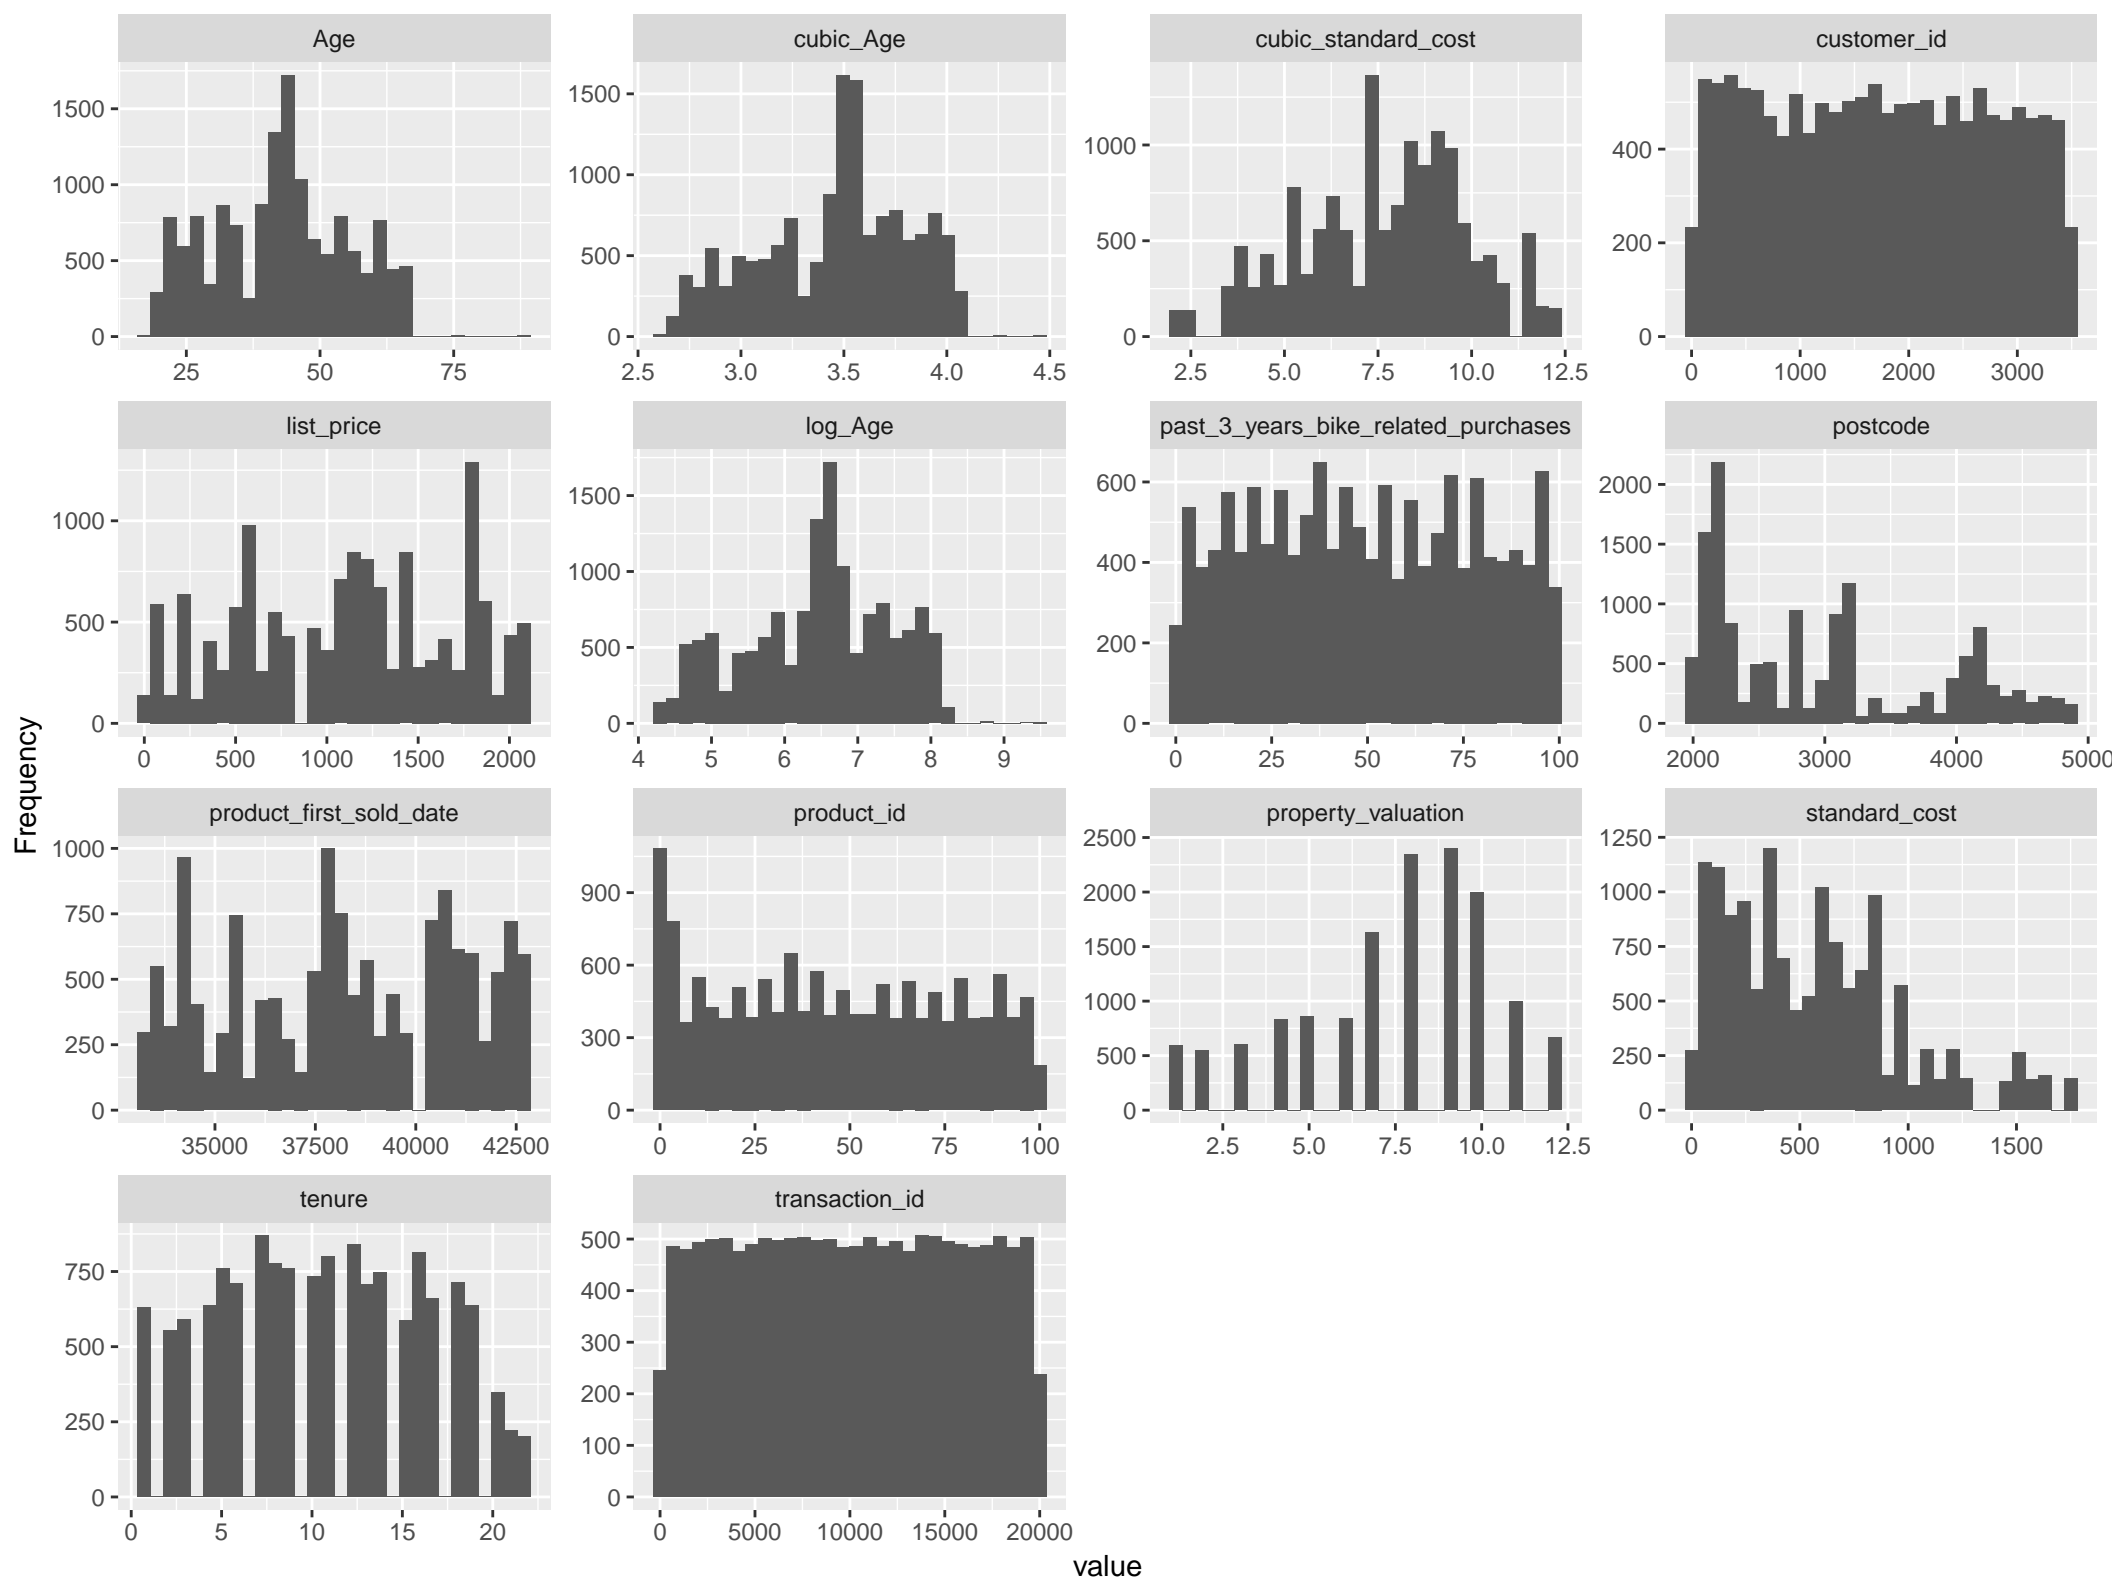 Age cubic_Age cubic_standard_cost customer_id
1500 1500 1000 400
1000 1000 500 200
500 500 0 0
0 0
25 50 75 2.5 3.0 3.5 4.0 4.5 2.5 5.0 7.5 10.0 12.5 0 1000 2000 3000
list_price log_Age past_3_years_bike_related_purchases postcode
1000 1500 600 2000
500 1000 400 1500
0 500 200 1000
0 0 500
0
0 500 1000 1500 2000 4 5 6 7 8 9 0 25 50 75 100 2000 3000 4000 5000
Frequency
product_first_sold_date product_id property_valuation standard_cost
1000 900 2500 1250
750 600 2000 1000
500 300 1500 750
250 0 1000 500
0 500 250
0 0
35000 37500 40000 42500 0 25 50 75 100 2.5 5.0 7.5 10.0 12.5 0 500 1000 1500
tenure transaction_id
750 500
500 400
250 300
0 200
100
0
0 5 10 15 20 0 5000 10000 15000 20000
value